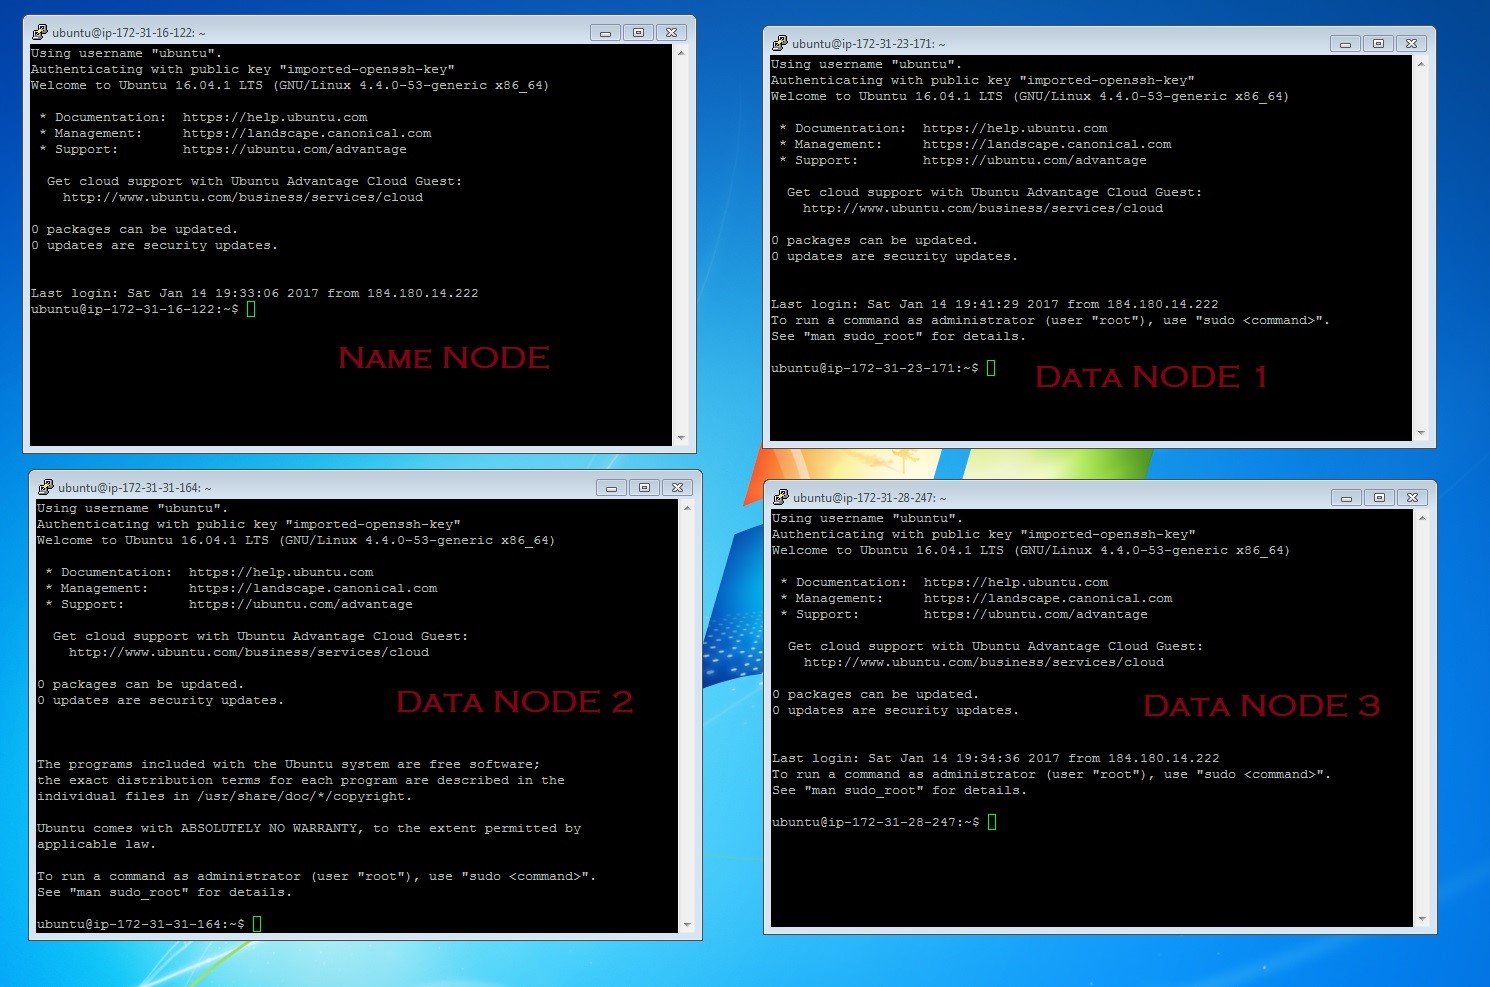 ubuntu@ip-172-31-16-122: ~
Using username "ubuntu".
Authenticating with public key "imported-openssh-key"
Welcome to Ubuntu 16.04.1 LTS (GNU/Linux 4.4.0-53-generic x86_64)
* Documentation:  https://help.ubuntu.com
* Management:     https://landscape.canonical.com
* Support:        https://ubuntu.com/advantage
Get cloud support with Ubuntu Advantage Cloud Guest:
http://www.ubuntu.com/business/services/cloud
0 packages can be updated.
0 updates are security updates.
Last login: Sat Jan 14 19:33:06 2017 from 184.180.14.222
ubuntu@ip-172-31-16-122:~$
NAME NODE
ubuntu@ip-172-31-23-171: ~
Using username "ubuntu".
Authenticating with public key "imported-openssh-key"
Welcome to Ubuntu 16.04.1 LTS (GNU/Linux 4.4.0-53-generic x86_64)
* Documentation:  https://help.ubuntu.com
* Management:     https://landscape.canonical.com
* Support:        https://ubuntu.com/advantage
Get cloud support with Ubuntu Advantage Cloud Guest:
http://www.ubuntu.com/business/services/cloud
0 packages can be updated.
0 updates are security updates.
Last login: Sat Jan 14 19:41:29 2017 from 184.180.14.222
To run a command as administrator (user "root"), use "sudo <command>".
See "man sudo_root" for details.
ubuntu@ip-172-31-23-171:~$
DATA NODE 1
ubuntu@ip-172-31-31-164: ~
Using username "ubuntu".
Authenticating with public key "imported-openssh-key"
Welcome to Ubuntu 16.04.1 LTS (GNU/Linux 4.4.0-53-generic x86_64)
* Documentation:  https://help.ubuntu.com
* Management:     https://landscape.canonical.com
* Support:        https://ubuntu.com/advantage
Get cloud support with Ubuntu Advantage Cloud Guest:
http://www.ubuntu.com/business/services/cloud
0 packages can be updated.
0 updates are security updates.
DATA NODE 2
The programs included with the Ubuntu system are free software;
the exact distribution terms for each program are described in the
individual files in /usr/share/doc/*/copyright.
Ubuntu comes with ABSOLUTELY NO WARRANTY, to the extent permitted by
applicable law.
To run a command as administrator (user "root"), use "sudo <command>".
See "man sudo_root" for details.
ubuntu@ip-172-31-31-164:~$
ubuntu@ip-172-31-28-247: ~
Using username "ubuntu".
Authenticating with public key "imported-openssh-key"
Welcome to Ubuntu 16.04.1 LTS (GNU/Linux 4.4.0-53-generic x86_64)
* Documentation:  https://help.ubuntu.com
* Management:     https://landscape.canonical.com
* Support:        https://ubuntu.com/advantage
Get cloud support with Ubuntu Advantage Cloud Guest:
http://www.ubuntu.com/business/services/cloud
0 packages can be updated.
0 updates are security updates.
DATA NODE 3
Last login: Sat Jan 14 19:34:36 2017 from 184.180.14.222
To run a command as administrator (user "root"), use "sudo <command>".
See "man sudo_root" for details.
ubuntu@ip-172-31-28-247:~$